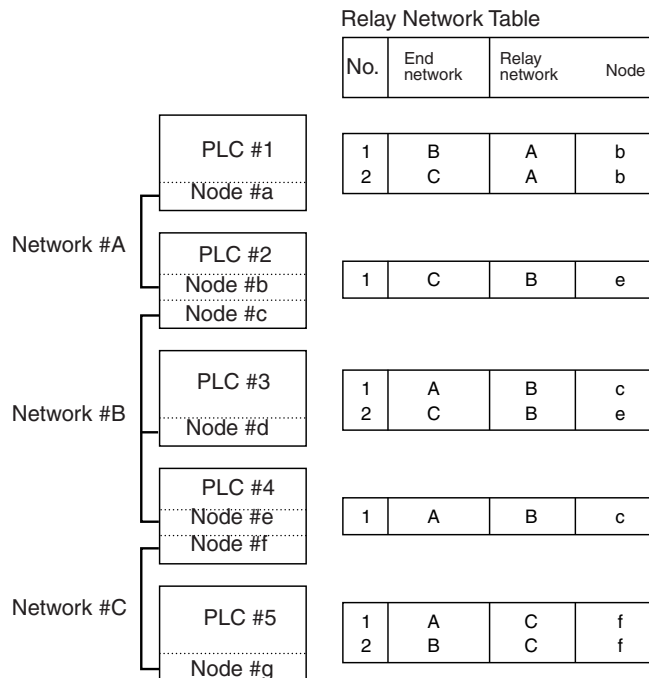 Relay Network Table
No. End network Relay network Node
PLC #1
Node #a
1 B A b
2 C A b
Network #A
PLC #2
Node #b
Node #c
1 C B e
PLC #3
Node #d
1 A B c
2 C B e
Network #B
PLC #4
Node #e
Node #f
1 A B c
Network #C
PLC #5
Node #g
1 A C f
2 B C f